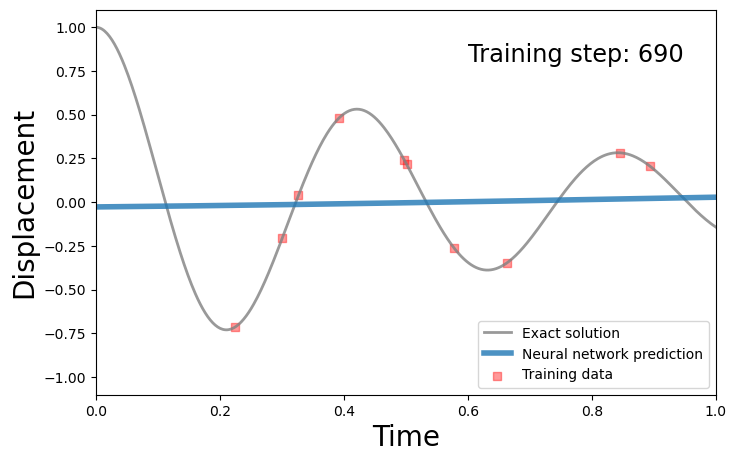 Training step: 690
1.00
0.75
0.50
0.25
0.00
−0.25
−0.50
−0.75
−1.00
Displacement
Exact solution
Neural network prediction
Training data
0.0 0.2 0.4 0.6 0.8 1.0
Time